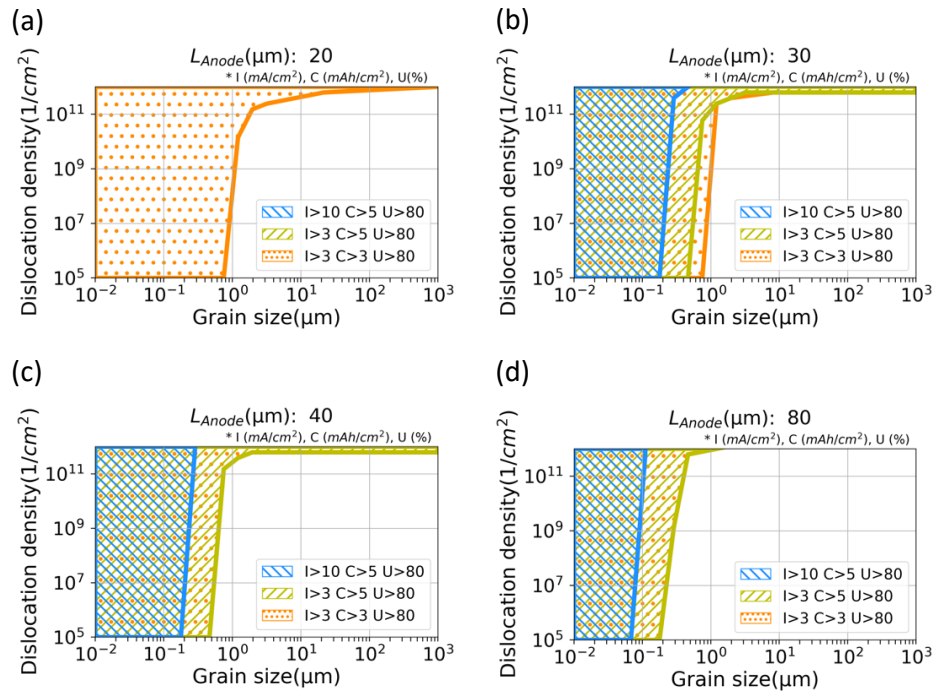 (a)
L_Anode(μm): 20
* I (mA/cm²), C (mAh/cm²), U(%)
Dislocation density(1/cm²)
10¹¹
10⁹
10⁷
10⁵
I>10 C>5 U>80
I>3 C>5 U>80
I>3 C>3 U>80
10⁻² 10⁻¹ 10⁰ 10¹ 10² 10³
Grain size(μm)
(b)
L_Anode(μm): 30
* I (mA/cm²), C (mAh/cm²), U(%)
Dislocation density(1/cm²)
10¹¹
10⁹
10⁷
10⁵
I>10 C>5 U>80
I>3 C>5 U>80
I>3 C>3 U>80
10⁻² 10⁻¹ 10⁰ 10¹ 10² 10³
Grain size(μm)
(c)
L_Anode(μm): 40
* I (mA/cm²), C (mAh/cm²), U (%)
Dislocation density(1/cm²)
10¹¹
10⁹
10⁷
10⁵
I>10 C>5 U>80
I>3 C>5 U>80
I>3 C>3 U>80
10⁻² 10⁻¹ 10⁰ 10¹ 10² 10³
Grain size(μm)
(d)
L_Anode(μm): 80
* I (mA/cm²), C (mAh/cm²), U (%)
Dislocation density(1/cm²)
10¹¹
10⁹
10⁷
10⁵
I>10 C>5 U>80
I>3 C>5 U>80
I>3 C>3 U>80
10⁻² 10⁻¹ 10⁰ 10¹ 10² 10³
Grain size(μm)